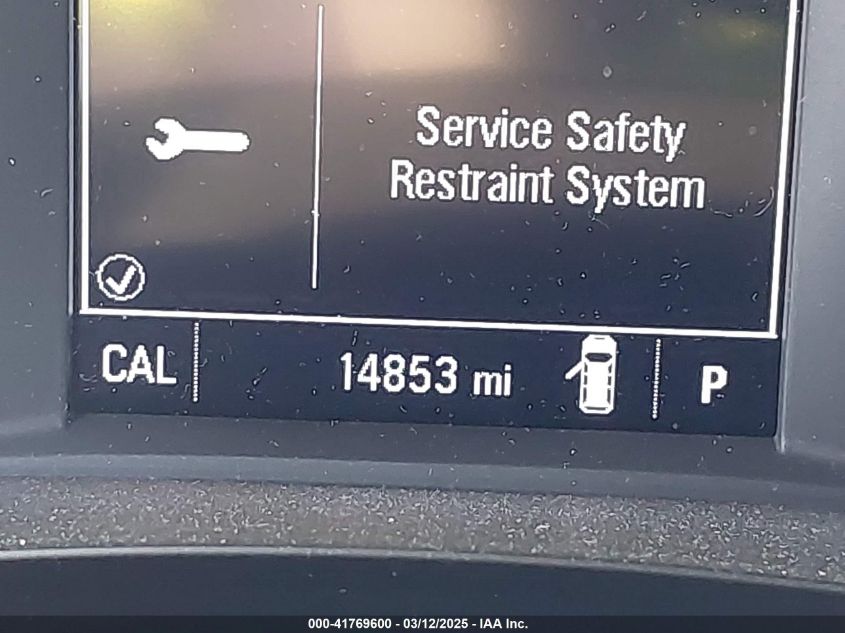 Service Safety
Restraint System
CAL 14853 mi P
000-41769600 - 03/12/2025 - IAA Inc.